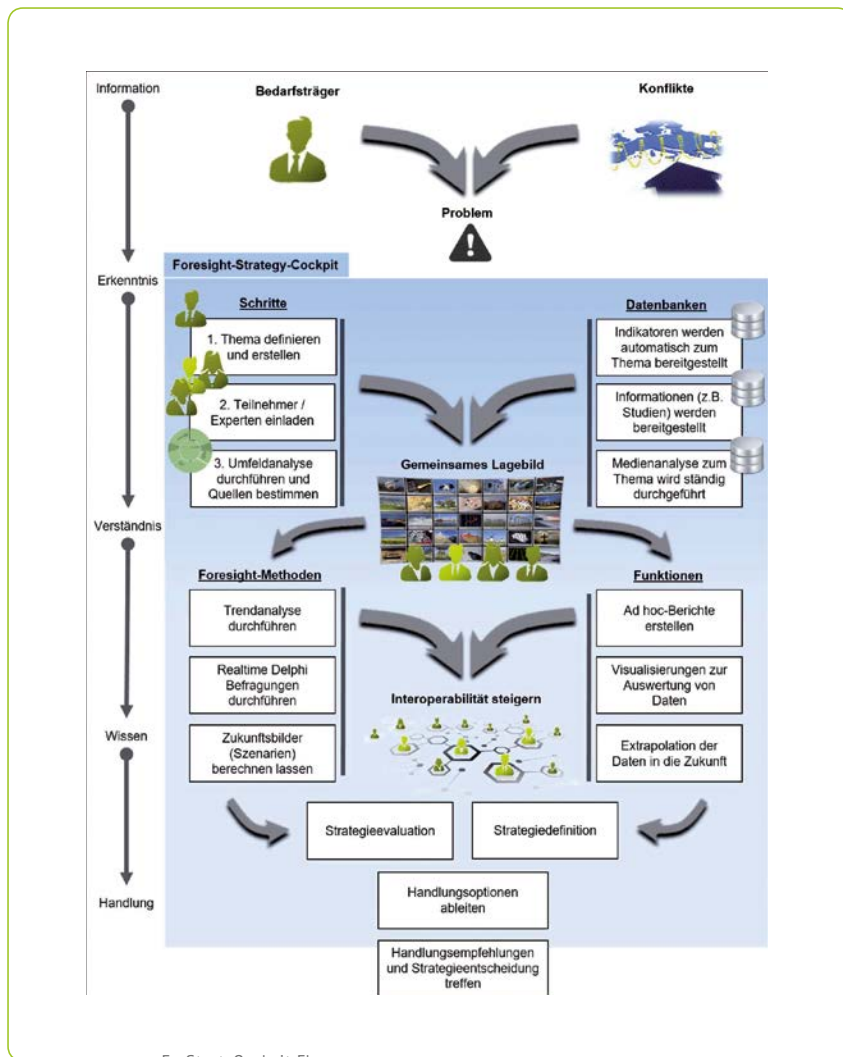 Information
Bedarfsträger
Konflikte
Problem
Foresight-Strategy-Cockpit
Erkenntnis
Schritte
1. Thema definieren
und erstellen
2. Teilnehmer /
Experten einladen
3. Umfeldanalyse
durchführen und
Quellen bestimmen
Datenbanken
Indikatoren werden
automatisch zum
Thema bereitgestellt
Informationen (z.B.
Studien) werden
bereitgestellt
Medienanalyse zum
Thema wird ständig
durchgeführt
Gemeinsames Lagebild
Verständnis
Foresight-Methoden
Trendanalyse
durchführen
Realtime Delphi
Befragungen
durchführen
Zukunftsbilder
(Szenarien)
berechnen lassen
Funktionen
Ad hoc-Berichte
erstellen
Visualisierungen zur
Auswertung von
Daten
Extrapolation der
Daten in die Zukunft
Interoperabilität steigern
Wissen
Strategieevaluation
Strategiedefinition
Handlung
Handlungsoptionen
ableiten
Handlungsempfehlungen
und Strategieentscheidung
treffen